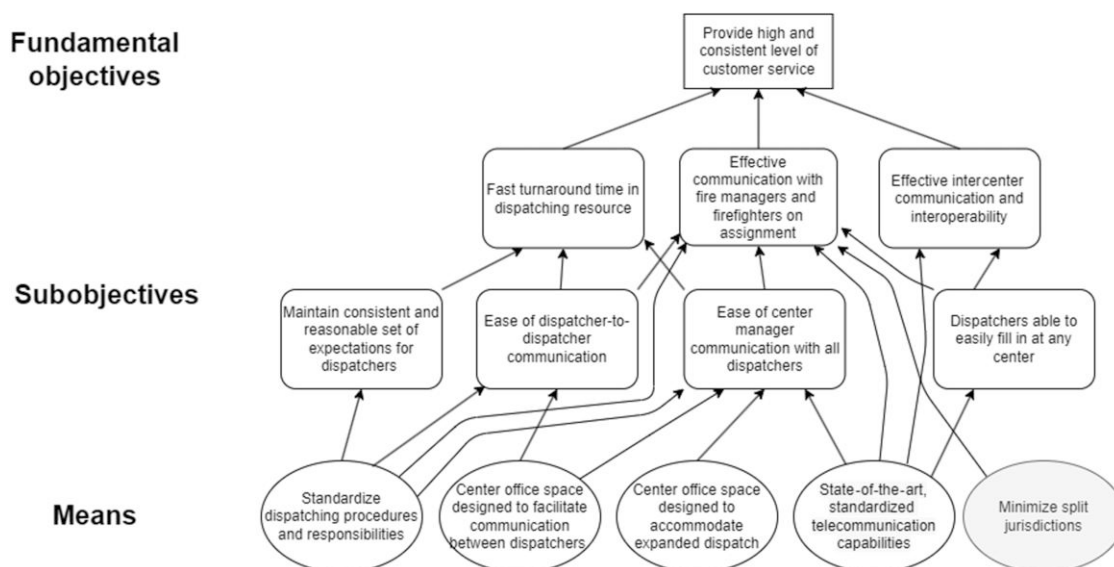 Fundamental
objectives
Provide high and
consistent level of
customer service
Fast turnaround time in
dispatching resource
Effective
communication with
fire managers and
firefighters on
assignment
Effective intercenter
communication and
interoperability
Subobjectives
Maintain consistent and
reasonable set of
expectations for
dispatchers
Ease of dispatcher-to-
dispatcher
communication
Ease of center
manager
communication with all
dispatchers
Dispatchers able to
easily fill in at any
center
Means
Standardize
dispatching procedures
and responsibilities
Center office space
designed to facilitate
communication
between dispatchers
Center office space
designed to
accommodate
expanded dispatch
State-of-the-art,
standardized
telecommunication
capabilities
Minimize split
jurisdictions